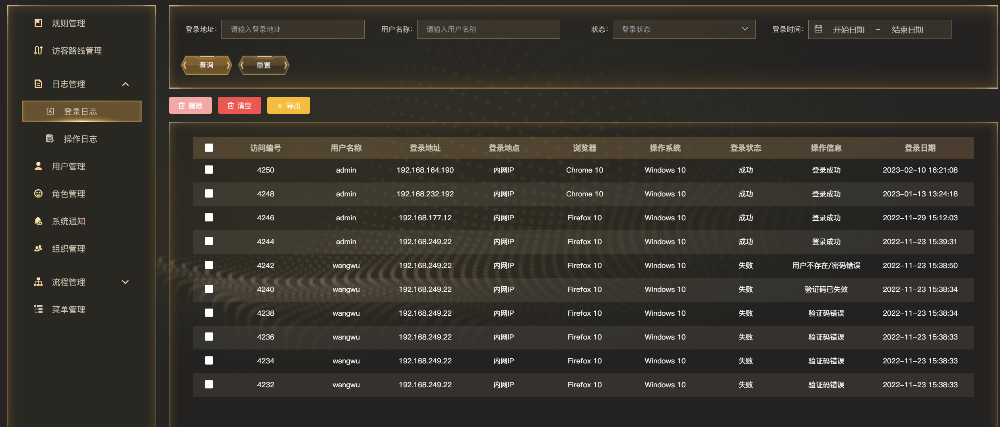 规则管理
访客路线管理
日志管理
登录日志
操作日志
用户管理
角色管理
系统通知
组织管理
流程管理
菜单管理
登录地址: 请输入登录地址 用户名称: 请输入用户名称 状态: 登录状态 登录时间: 开始日期 - 结束日期
查询 重置
删除 清空 导出
访问编号 用户名称 登录地址 登录地点 浏览器 操作系统 登录状态 操作信息 登录日期
4250 admin 192.168.164.190 内网IP Chrome 10 Windows 10 成功 登录成功 2023-02-10 16:21:08
4248 admin 192.168.232.192 内网IP Chrome 10 Windows 10 成功 登录成功 2023-01-13 13:24:18
4246 admin 192.168.177.12 内网IP Firefox 10 Windows 10 成功 登录成功 2022-11-29 15:12:03
4244 admin 192.168.249.22 内网IP Firefox 10 Windows 10 成功 登录成功 2022-11-23 15:39:31
4242 wangwu 192.168.249.22 内网IP Firefox 10 Windows 10 失败 用户不存在/密码错误 2022-11-23 15:38:50
4240 wangwu 192.168.249.22 内网IP Firefox 10 Windows 10 失败 验证码已失效 2022-11-23 15:38:34
4238 wangwu 192.168.249.22 内网IP Firefox 10 Windows 10 失败 验证码错误 2022-11-23 15:38:34
4236 wangwu 192.168.249.22 内网IP Firefox 10 Windows 10 失败 验证码错误 2022-11-23 15:38:33
4234 wangwu 192.168.249.22 内网IP Firefox 10 Windows 10 失败 验证码错误 2022-11-23 15:38:33
4232 wangwu 192.168.249.22 内网IP Firefox 10 Windows 10 失败 验证码错误 2022-11-23 15:38:33